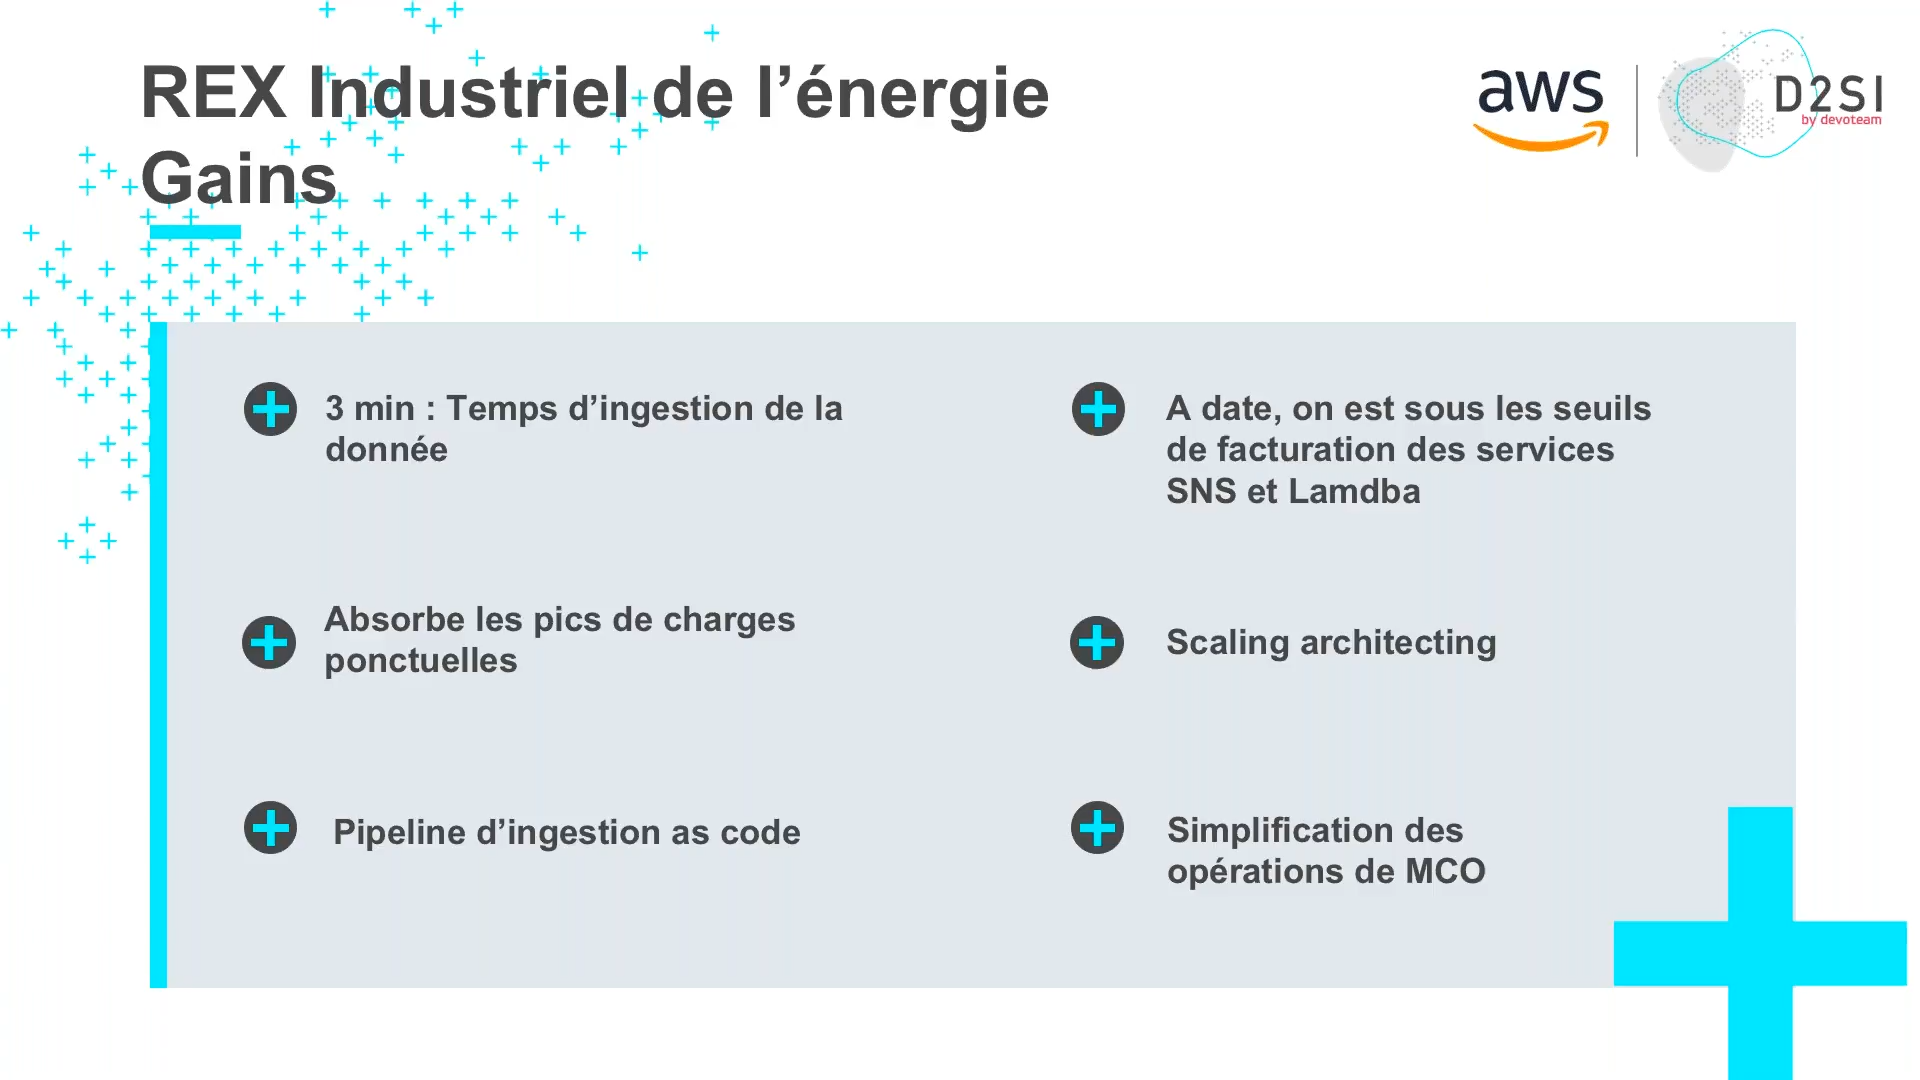 REX Industriel de l’énergie
Gains
aws
D2SI
by devoteam
3 min : Temps d’ingestion de la
donnée
A date, on est sous les seuils
de facturation des services
SNS et Lamdba
Absorbe les pics de charges
ponctuelles
Scaling architecting
Pipeline d’ingestion as code
Simplification des
opérations de MCO